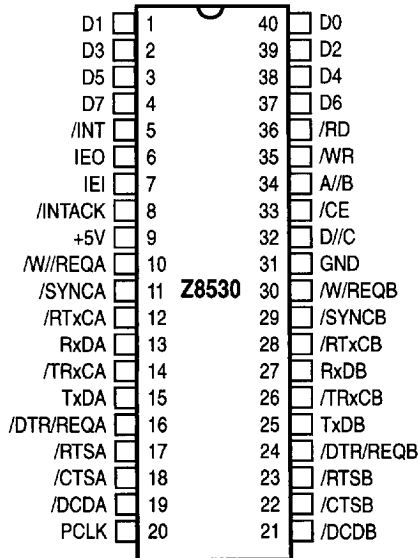 D1 1 40 D0
D3 2 39 D2
D5 3 38 D4
D7 4 37 D6
/INT 5 36 /RD
IEO 6 35 /WR
IEI 7 34 A//B
/INTACK 8 33 /CE
+5V 9 32 D//C
/W//REQA 10 31 GND
/SYNCA 11 Z8530 30 /W/REQB
/RTxCA 12 29 /SYNCB
RxDA 13 28 /RTxCB
/TRxCA 14 27 RxDB
TxDA 15 26 /TRxCB
/DTR/REQA 16 25 TxDB
/RTSA 17 24 /DTR/REQB
/CTSA 18 23 /RTSB
/DCDA 19 22 /CTSB
PCLK 20 21 /DCDB